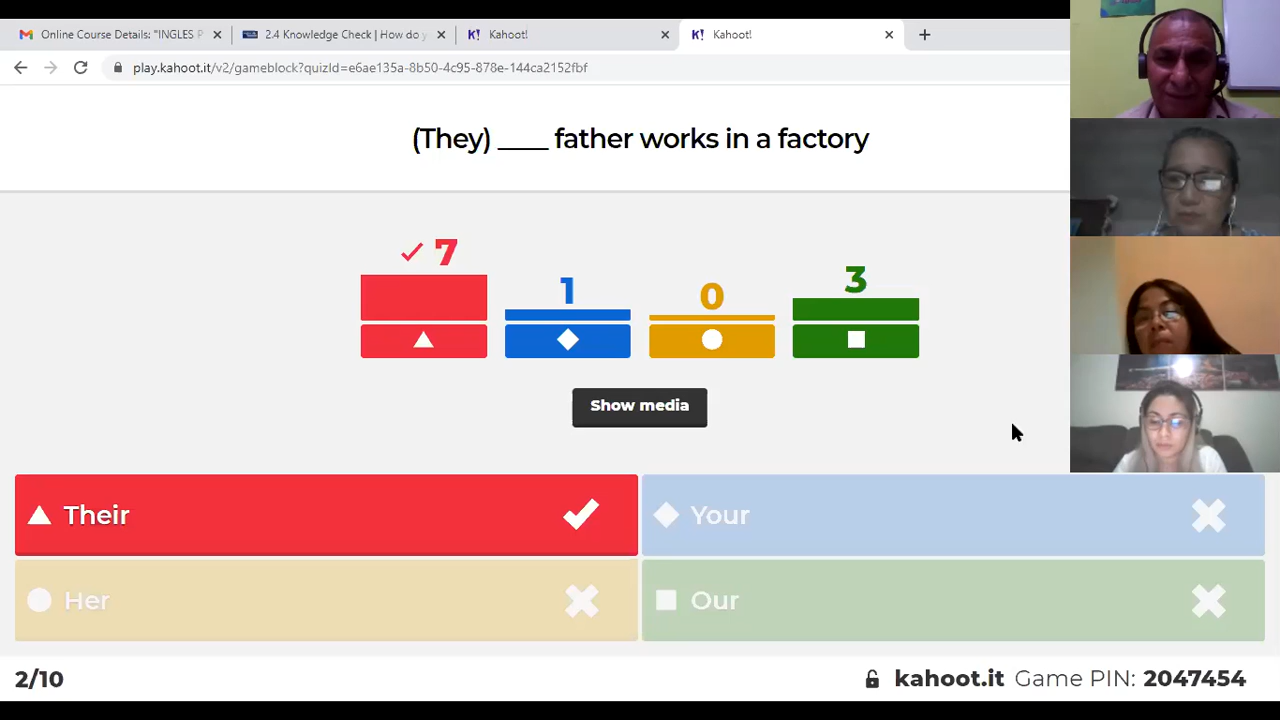 Online Course Details: "INGLES P
2.4 Knowledge Check | How do y
K! Kahoot!
K! Kahoot!
play.kahoot.it/v2/gameblock?quizId=e6ae135a-8b50-4c95-878e-144ca2152fbf
(They) ____ father works in a factory
7
1
0
3
Show media
Their
Your
Her
Our
2/10
kahoot.it Game PIN: 2047454